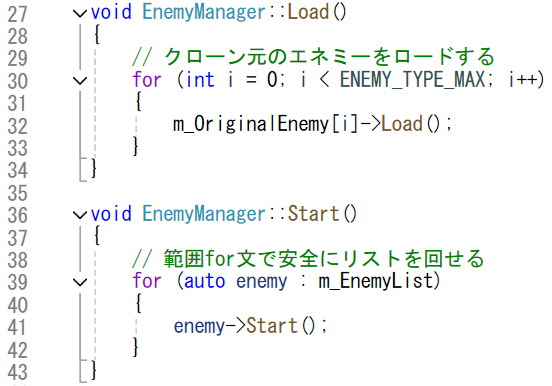 27 void EnemyManager::Load()
28 {
29 // クローン元のエネミーをロードする
30 for (int i = 0; i < ENEMY_TYPE_MAX; i++)
31 {
32 m_OriginalEnemy[i]->Load();
33 }
34 }
35
36 void EnemyManager::Start()
37 {
38 // 範囲for文で安全にリストを回せる
39 for (auto enemy : m_EnemyList)
40 {
41 enemy->Start();
42 }
43 }